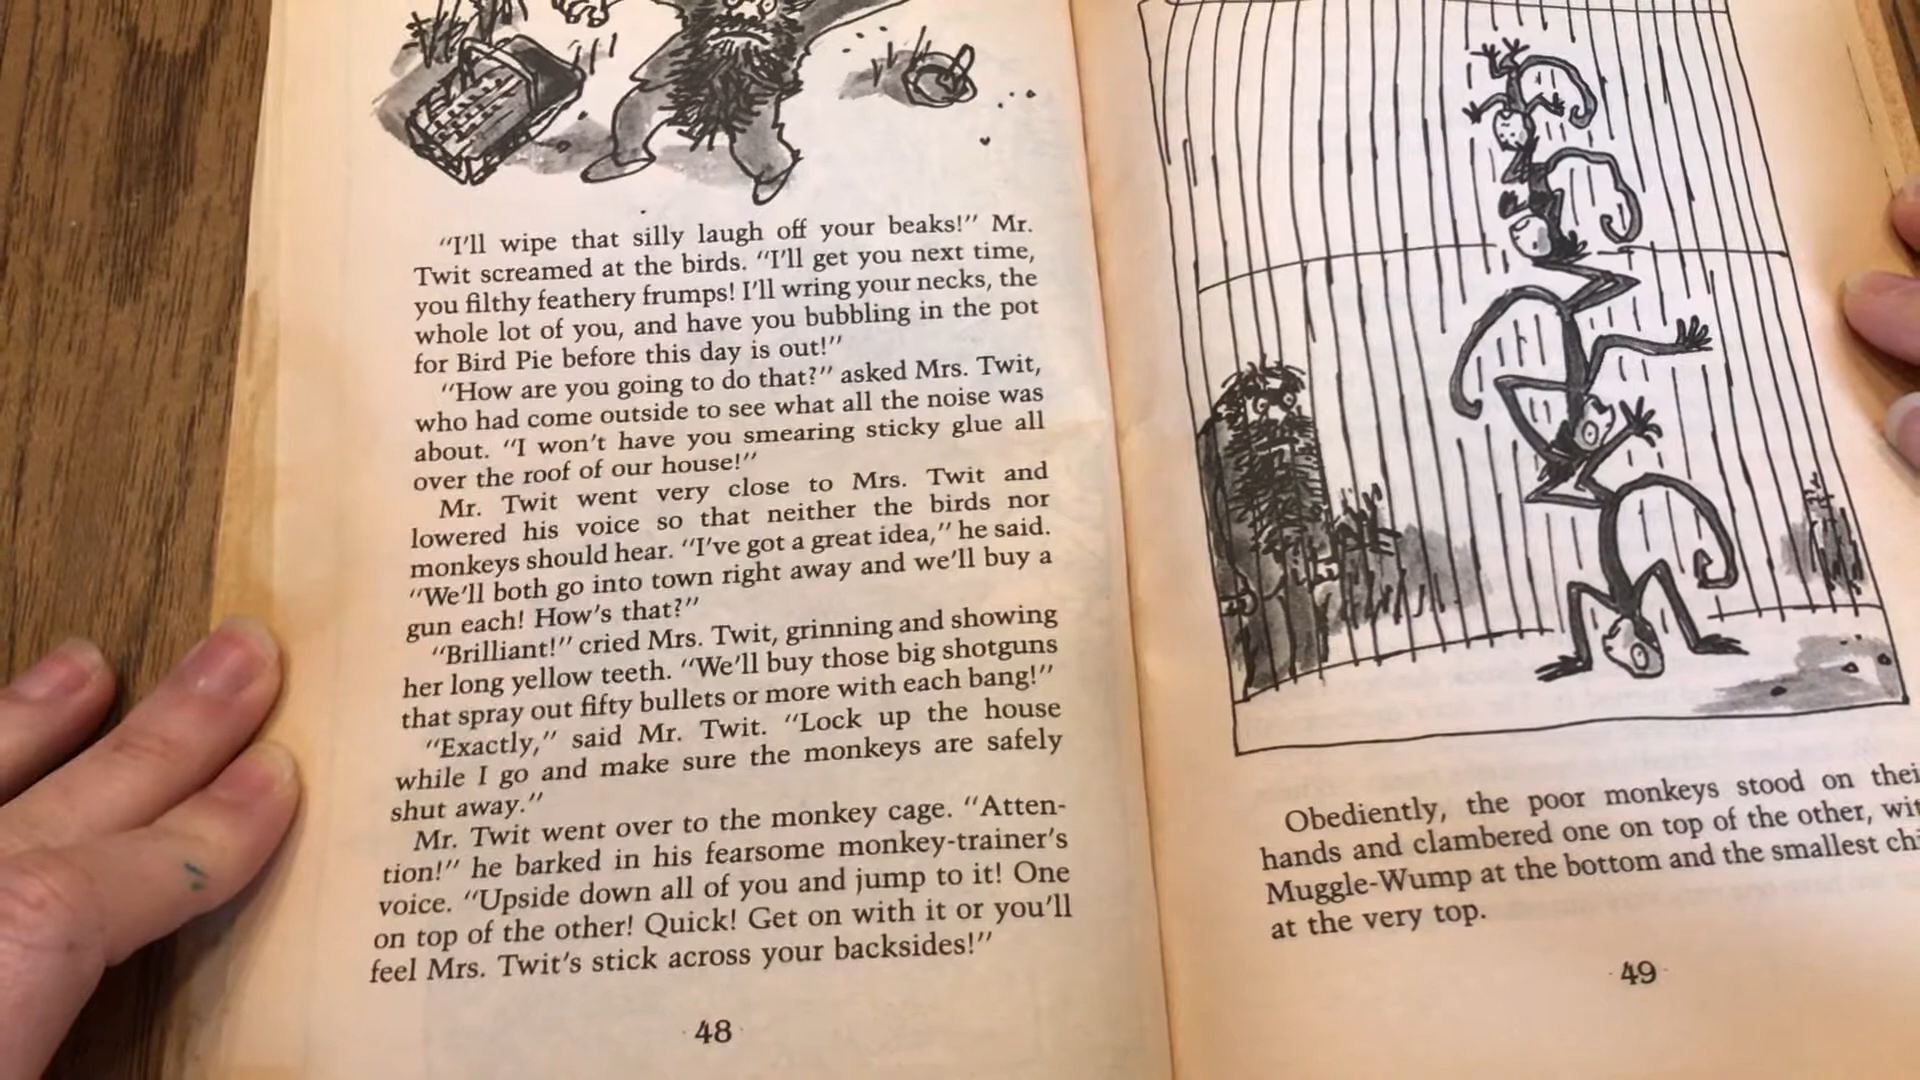 “I’ll wipe that silly laugh off your beaks!” Mr.
Twit screamed at the birds. “I’ll get you next time,
you filthy feathery frumps! I’ll wring your necks, the
whole lot of you, and have you bubbling in the pot
for Bird Pie before this day is out!”
“How are you going to do that?” asked Mrs. Twit,
who had come outside to see what all the noise was
about. “I won’t have you smearing sticky glue all
over the roof of our house!”
Mr. Twit went very close to Mrs. Twit and
lowered his voice so that neither the birds nor
monkeys should hear. “I’ve got a great idea,” he said.
“We’ll both go into town right away and we’ll buy a
gun each! How’s that?”
“Brilliant!” cried Mrs. Twit, grinning and showing
her long yellow teeth. “We’ll buy those big shotguns
that spray out fifty bullets or more with each bang!”
“Exactly,” said Mr. Twit. “Lock up the house
while I go and make sure the monkeys are safely
shut away.”
Mr. Twit went over to the monkey cage. “Atten-
tion!” he barked in his fearsome monkey-trainer’s
voice. “Upside down all of you and jump to it! One
on top of the other! Quick! Get on with it or you’ll
feel Mrs. Twit’s stick across your backsides!”
48
Obediently, the poor monkeys stood on
hands and clambered one on top of the other,
Muggle-Wump at the bottom and the smallest
at the very top.
49